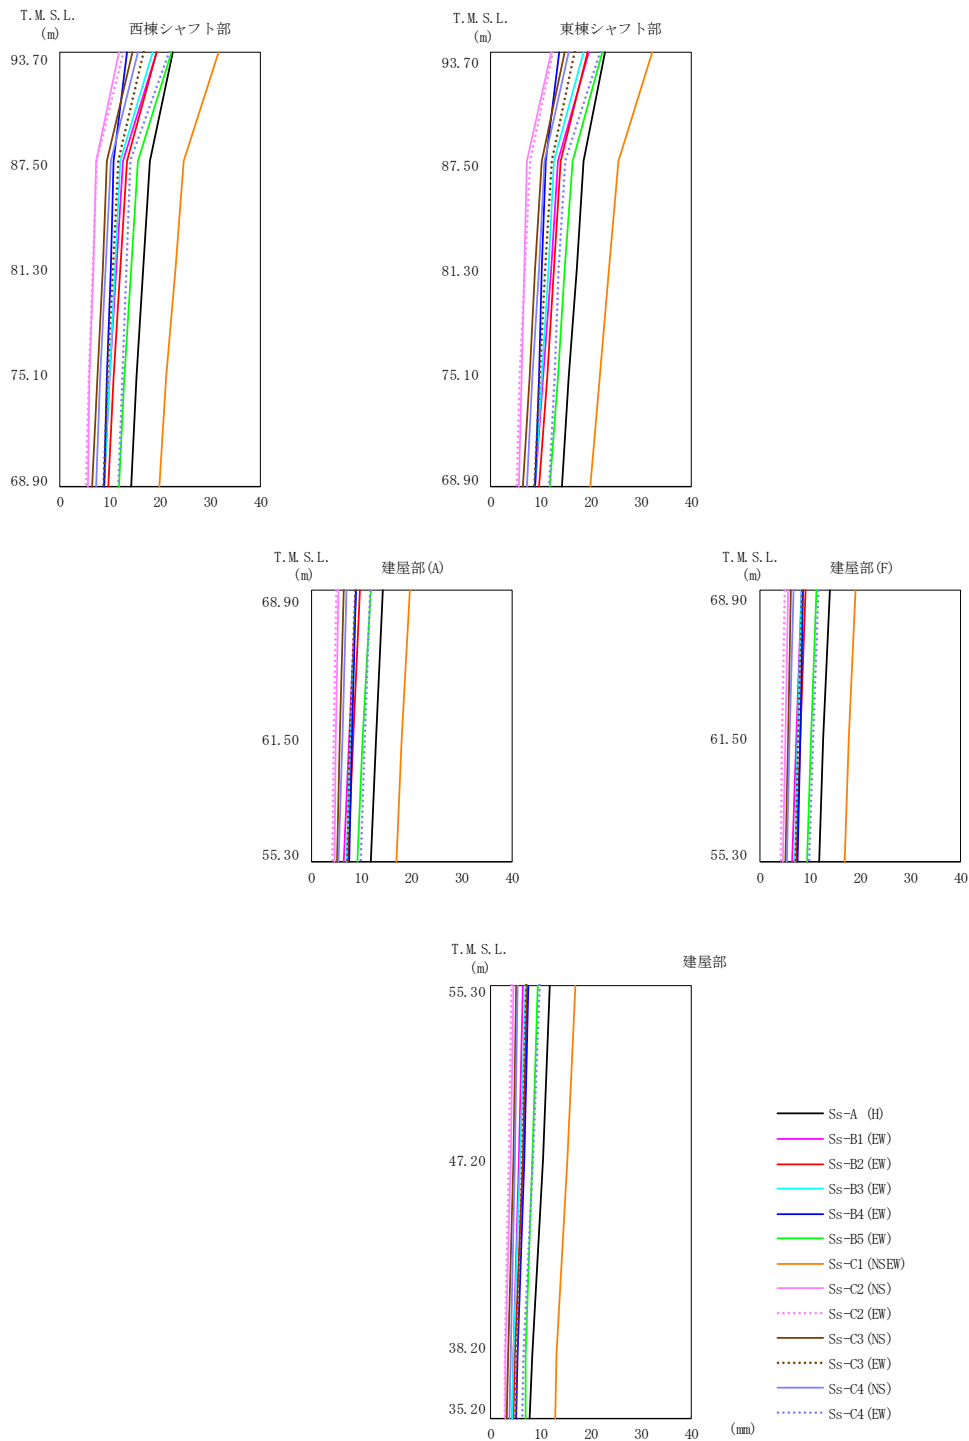 T.M.S.L.
(m)
西棟シャフト部
93.70
87.50
81.30
75.10
68.90
0 10 20 30 40
T.M.S.L.
(m)
東棟シャフト部
93.70
87.50
81.30
75.10
68.90
0 10 20 30 40
T.M.S.L.
(m)
建屋部(A)
68.90
61.50
55.30
0 10 20 30 40
T.M.S.L.
(m)
建屋部(F)
68.90
61.50
55.30
0 10 20 30 40
T.M.S.L.
(m)
建屋部
55.30
47.20
38.20
35.20
0 10 20 30 40
(mm)
Ss-A (H)
Ss-B1(EW)
Ss-B2(EW)
Ss-B3(EW)
Ss-B4(EW)
Ss-B5(EW)
Ss-C1(NSEW)
Ss-C2(NS)
Ss-C2(EW)
Ss-C3(NS)
Ss-C3(EW)
Ss-C4(NS)
Ss-C4(EW)